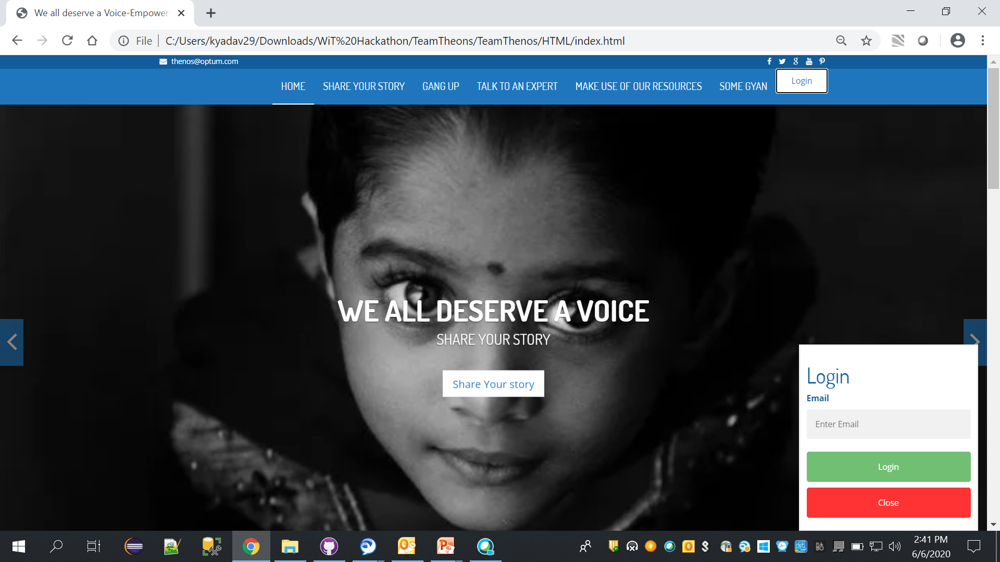 We all deserve a Voice-Empower
File
C:/Users/kyadav29/Downloads/WiT%20Hackathon/TeamTheons/TeamThenos/HTML/index.html
thenos@optum.com
HOME
SHARE YOUR STORY
GANG UP
TALK TO AN EXPERT
MAKE USE OF OUR RESOURCES
SOME GYAN
Login
WE ALL DESERVE A VOICE
SHARE YOUR STORY
Share Your story
Login
Email
Enter Email
Login
Close
2:41 PM
6/6/2020